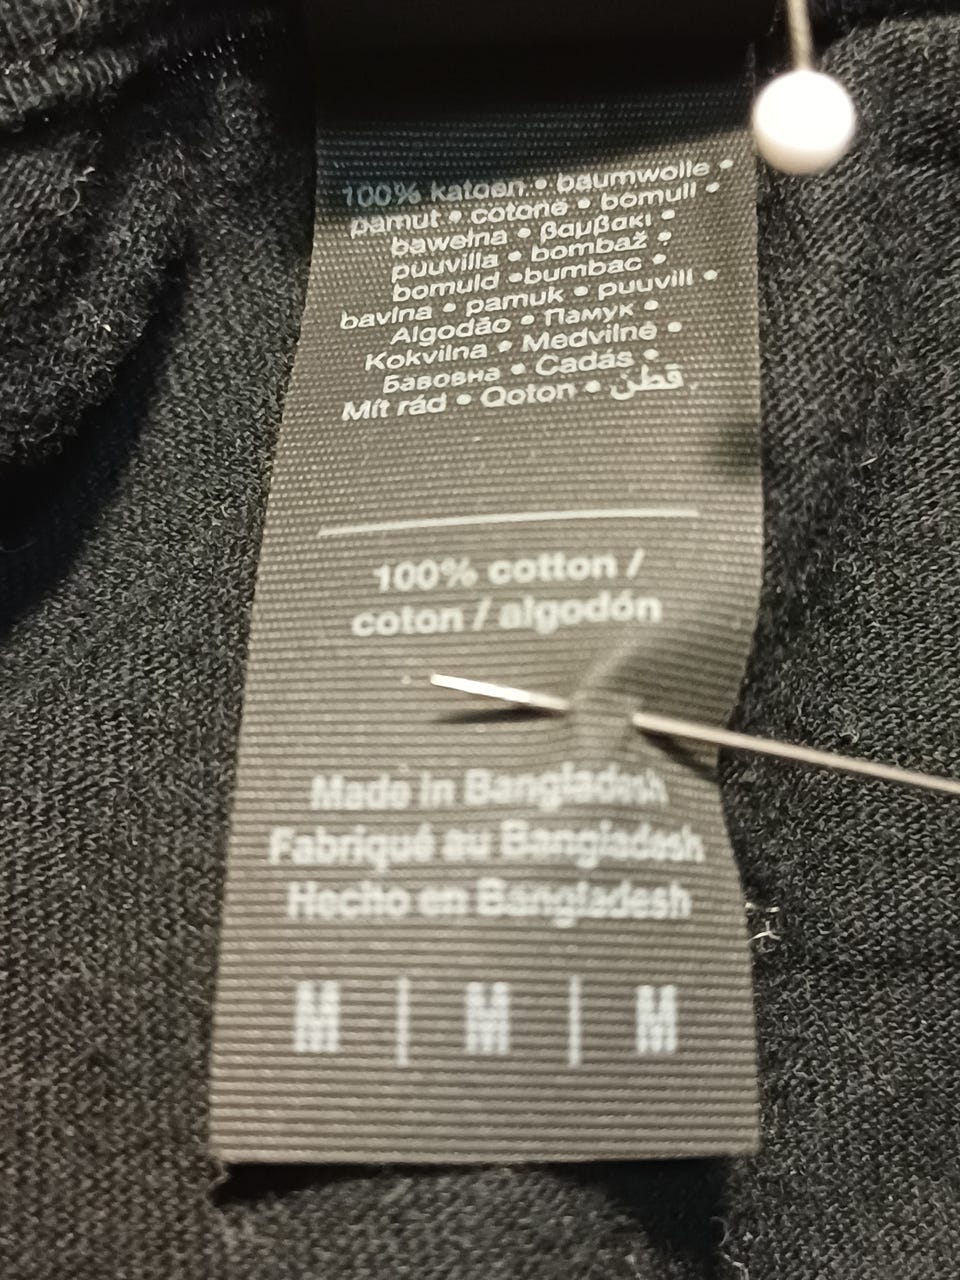 100% katoen • baumwolle •
pamut • cotone • bomull •
bawełna • βαμβακι •
puuvilla • bombaž •
bomuld •bumbac •
bavlna • pamuk • puuvill •
Algodão • Памук •
Kokvilna • Medvilnė •
Бавовна • Cadás •
Mít rád • Qoton • قطن.
100% cotton /
coton / algodón
Made in Bangladesh
Fabriqué au Bangladesh
Hecho en Bangladesh
M | M | M